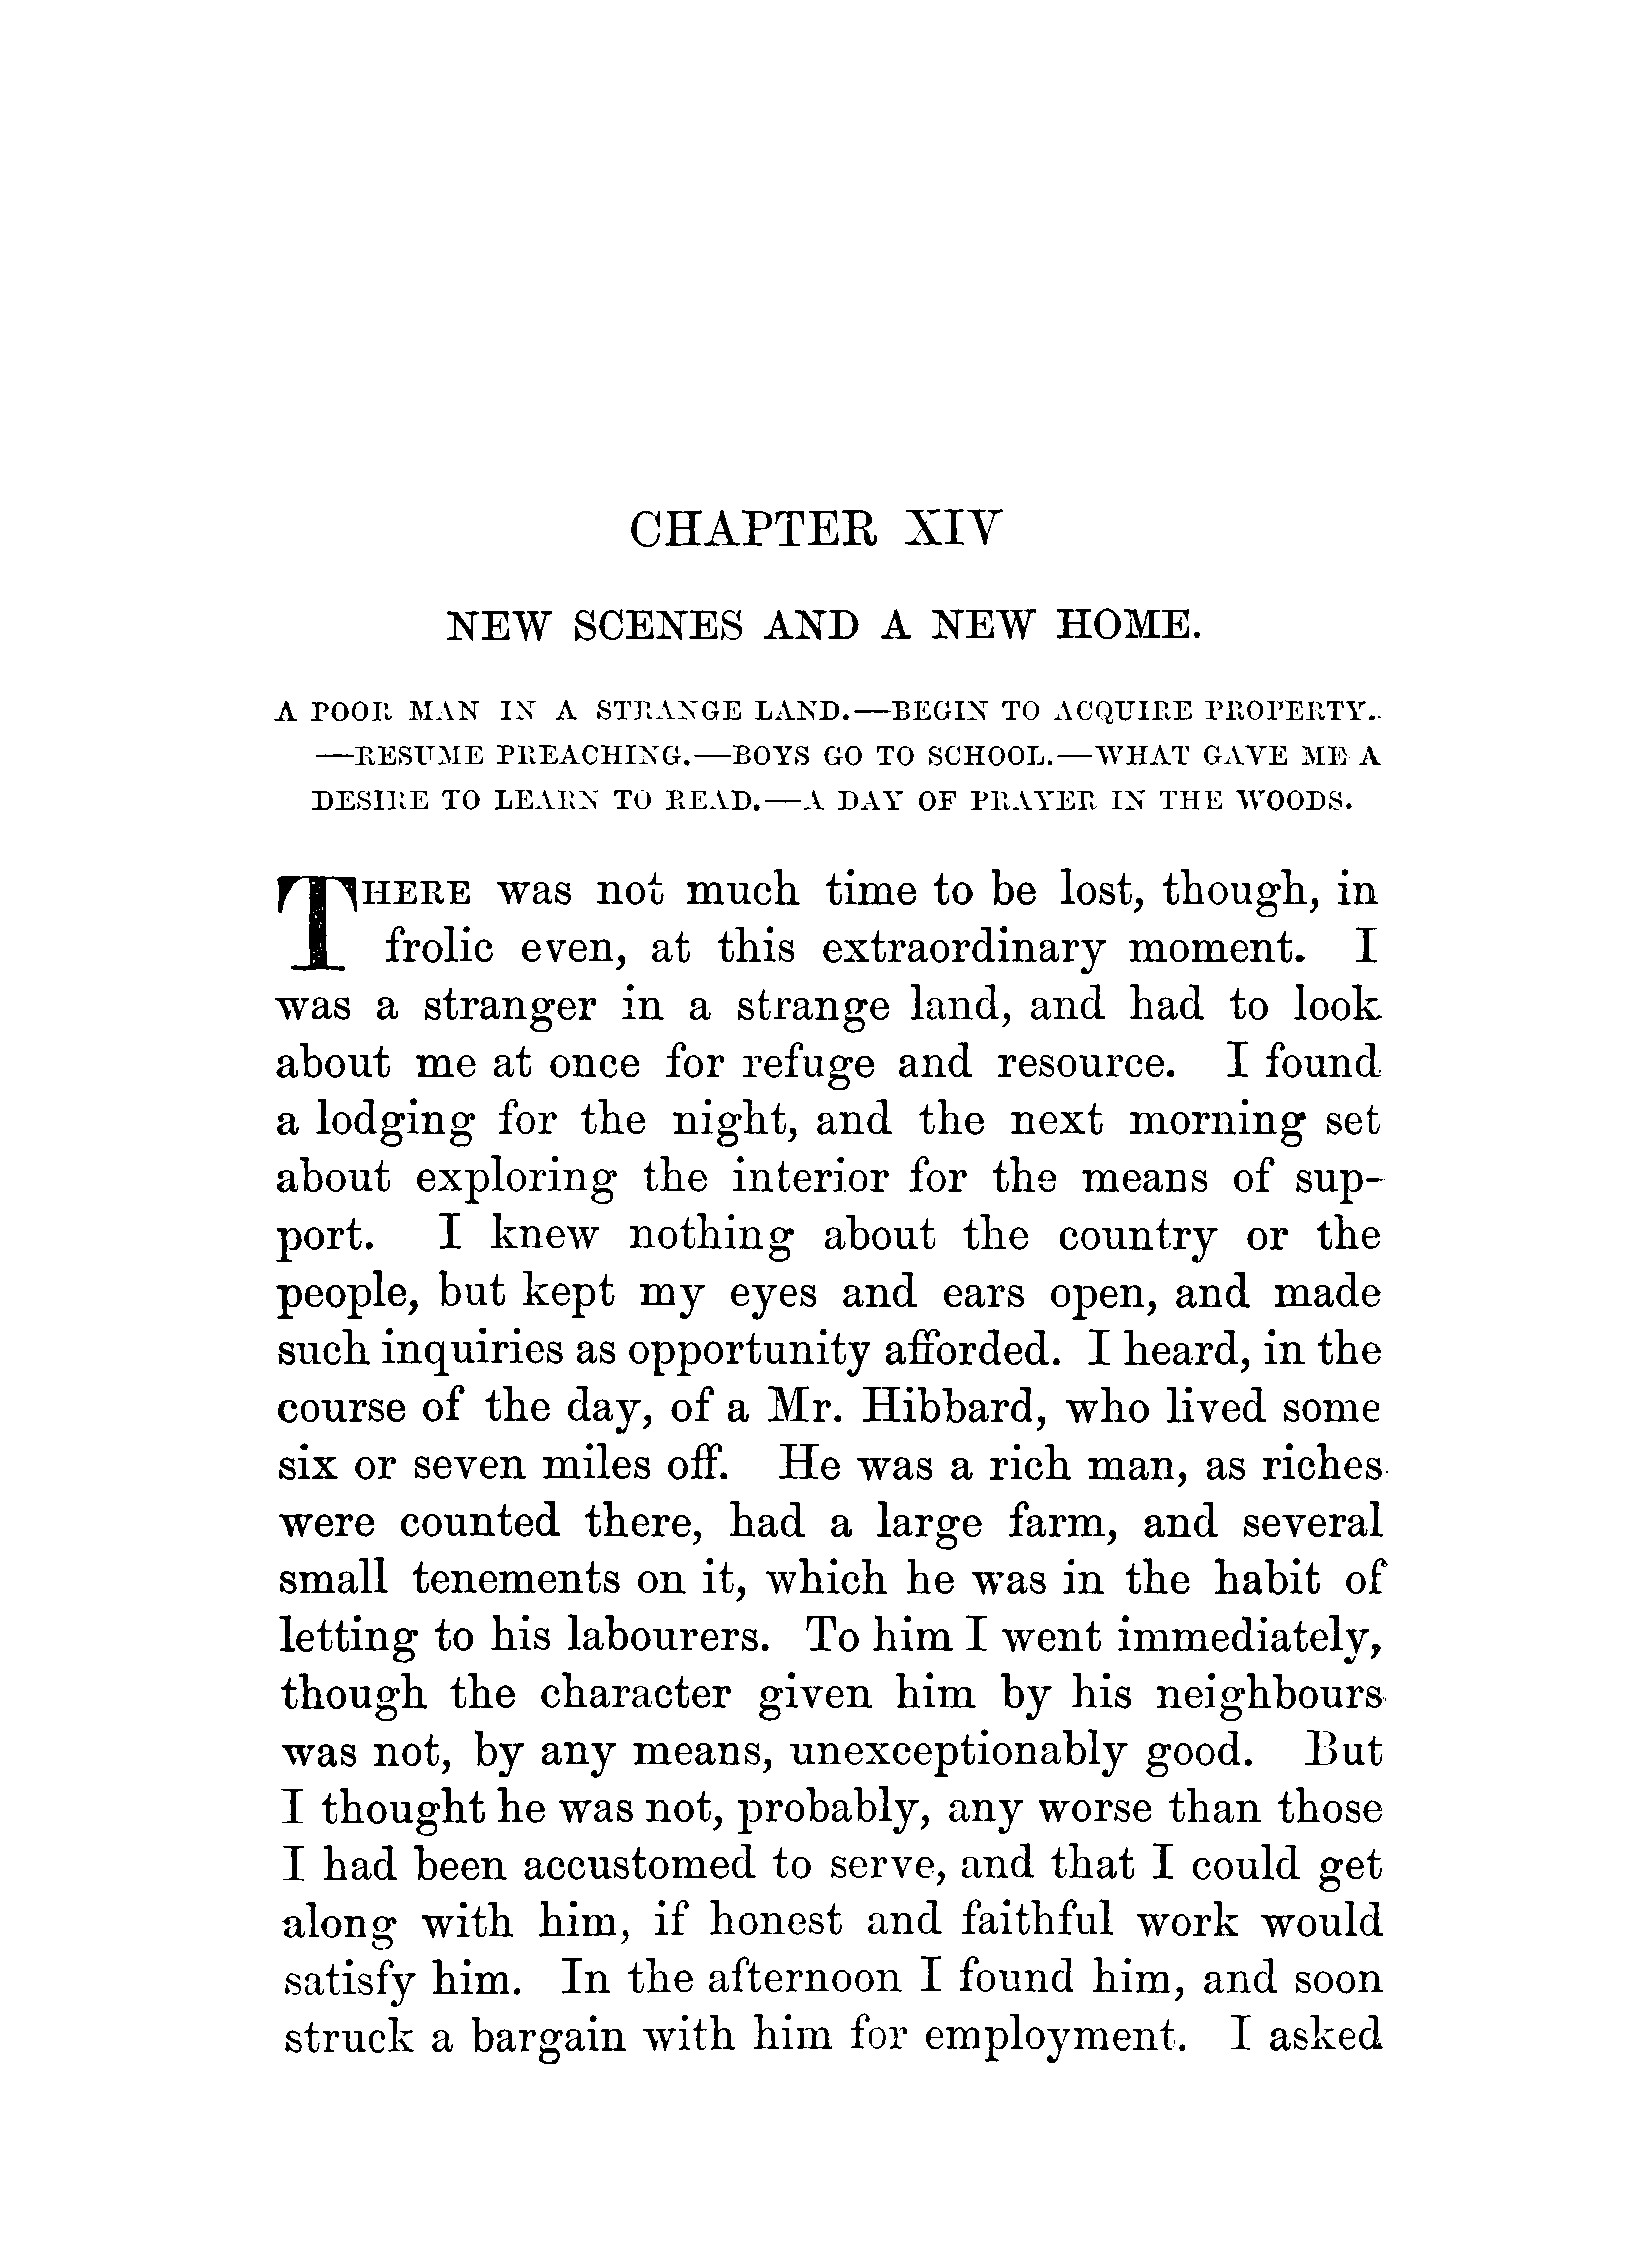 CHAPTER XIV
NEW SCENES AND A NEW HOME.
A POOR MAN IN A STRANGE LAND.—BEGIN TO ACQUIRE PROPERTY.
—RESUME PREACHING.—BOYS GO TO SCHOOL.—WHAT GAVE ME A
DESIRE TO LEARN TO READ.—A DAY OF PRAYER IN THE WOODS.
THERE was not much time to be lost, though, in
frolic even, at this extraordinary moment. I
was a stranger in a strange land, and had to look
about me at once for refuge and resource. I found
a lodging for the night, and the next morning set
about exploring the interior for the means of sup-
port. I knew nothing about the country or the
people, but kept my eyes and ears open, and made
such inquiries as opportunity afforded. I heard, in the
course of the day, of a Mr. Hibbard, who lived some
six or seven miles off. He was a rich man, as riches
were counted there, had a large farm, and several
small tenements on it, which he was in the habit of
letting to his labourers. To him I went immediately,
though the character given him by his neighbours
was not, by any means, unexceptionably good. But
I thought he was not, probably, any worse than those
I had been accustomed to serve, and that I could get
along with him, if honest and faithful work would
satisfy him. In the afternoon I found him, and soon
struck a bargain with him for employment. I asked